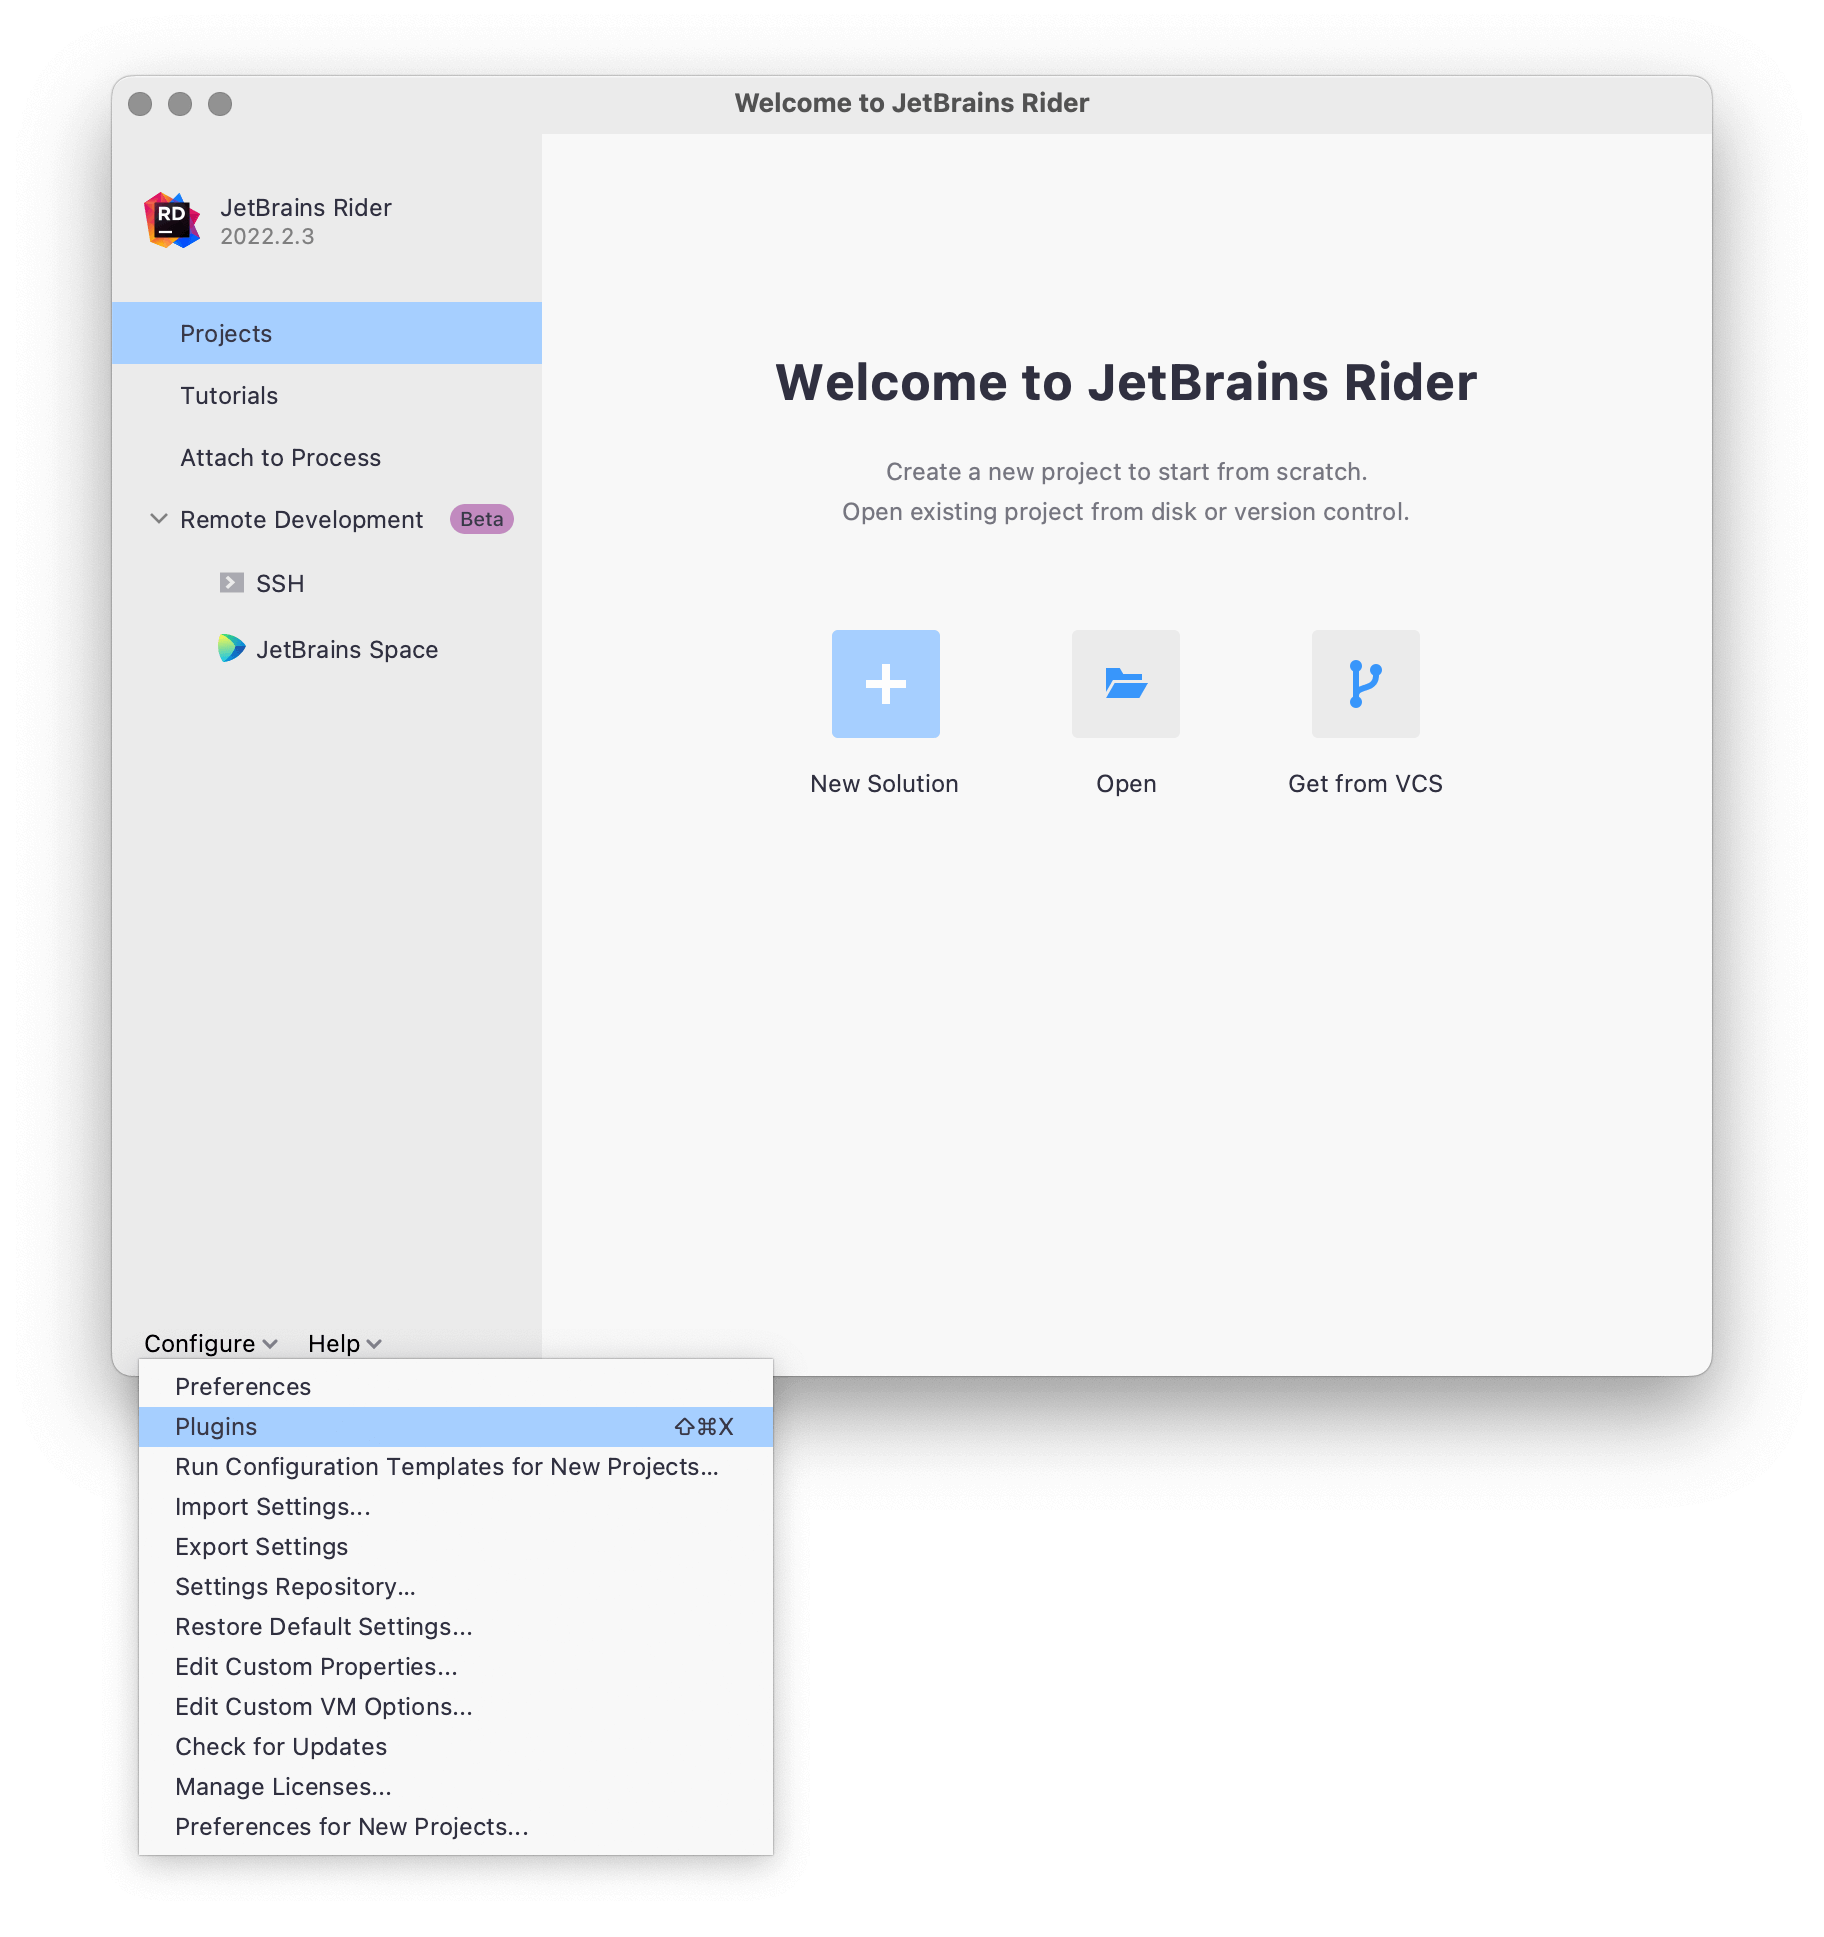 Welcome to JetBrains Rider
RD
JetBrains Rider
2022.2.3
Projects
Tutorials
Attach to Process
Remote Development Beta
SSH
JetBrains Space
Welcome to JetBrains Rider
Create a new project to start from scratch.
Open existing project from disk or version control.
New Solution Open Get from VCS
Configure Help
Preferences
Plugins ⇧⌘X
Run Configuration Templates for New Projects...
Import Settings...
Export Settings
Settings Repository...
Restore Default Settings...
Edit Custom Properties...
Edit Custom VM Options...
Check for Updates
Manage Licenses...
Preferences for New Projects...